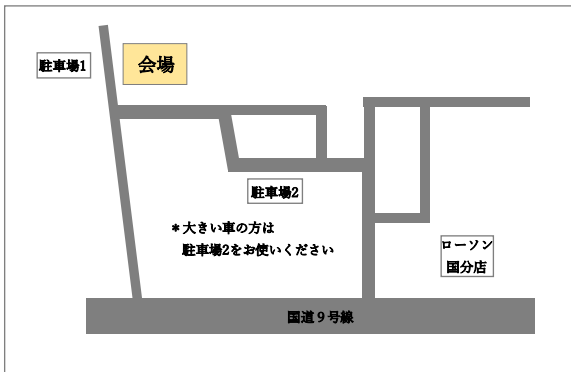 駐車場1
会場
駐車場2
＊大きい車の方は
駐車場2をお使いください
ローソン
国分店
国道９号線